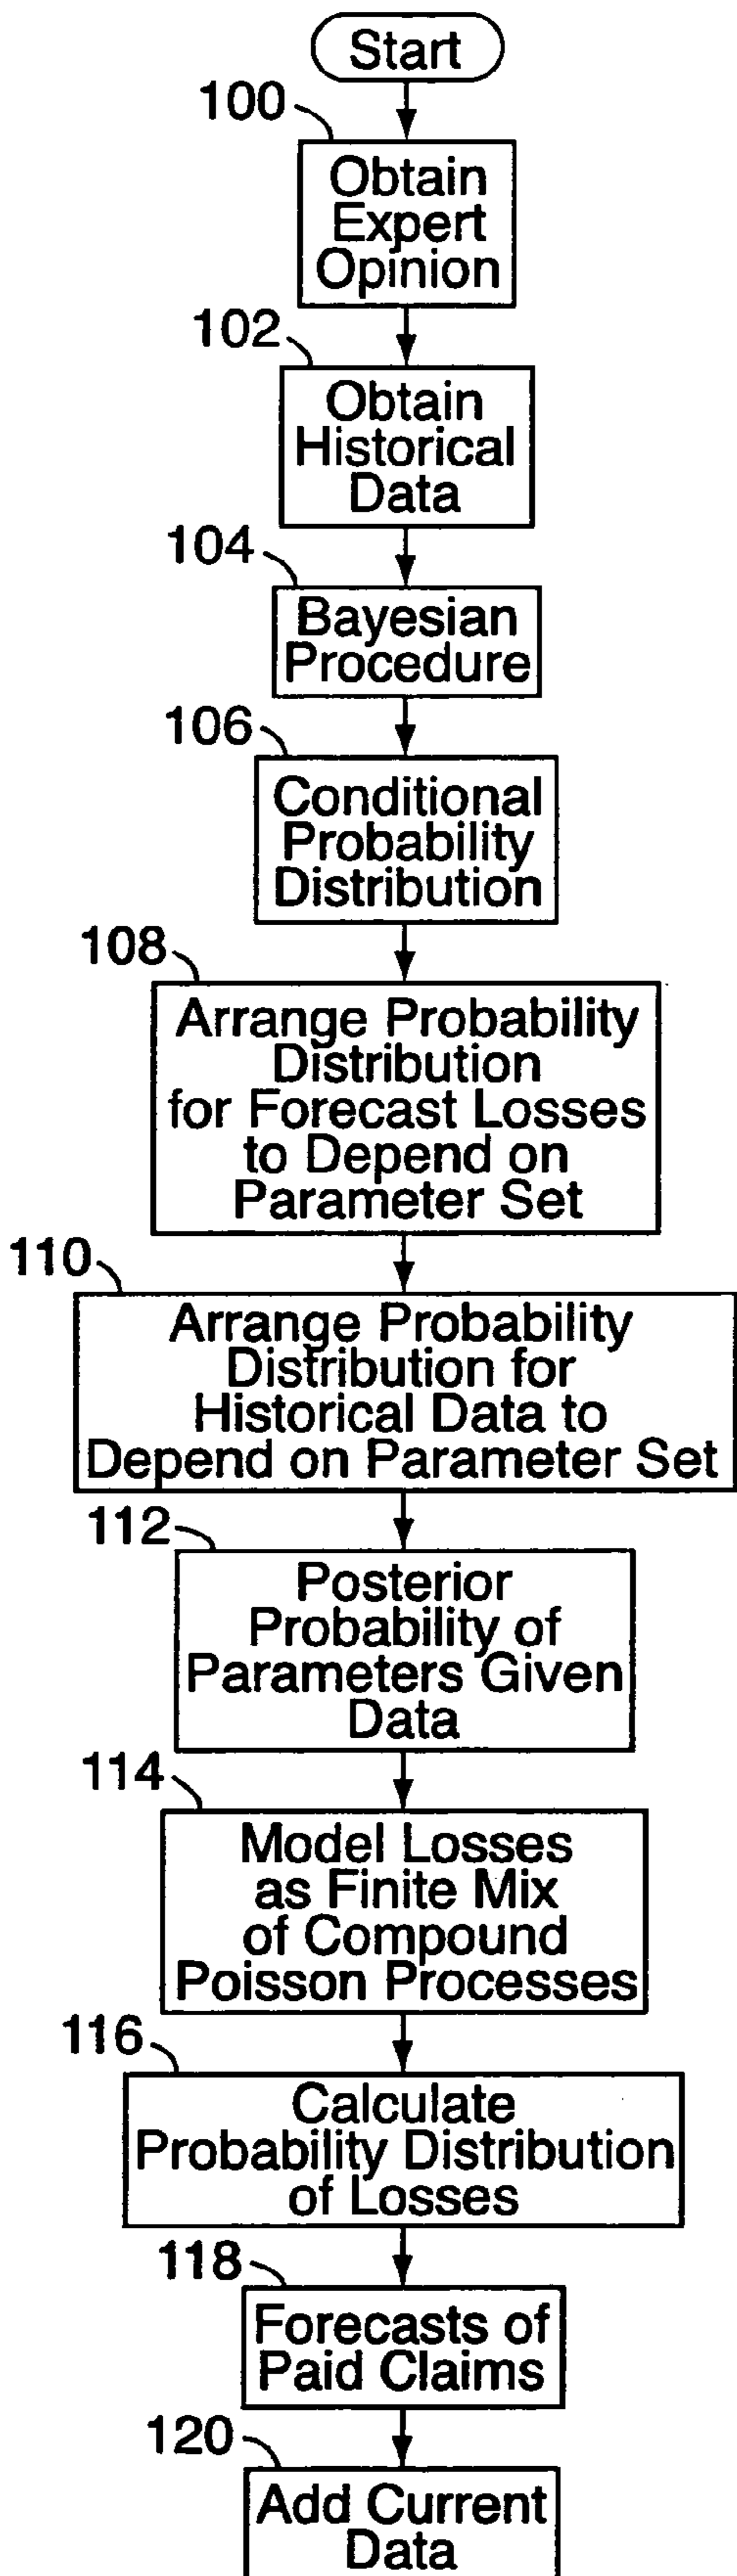 Start
100
Obtain
Expert
Opinion
102
Obtain
Historical
Data
104
Bayesian
Procedure
106
Conditional
Probability
Distribution
108
Arrange Probability
Distribution
for Forecast Losses
to Depend on
Parameter Set
110
Arrange Probability
Distribution for
Historical Data to
Depend on Parameter Set
112
Posterior
Probability of
Parameters Given
Data
114
Model Losses
as Finite Mix
of Compound
Poisson Processes
116
Calculate
Probability Distribution
of Losses
118
Forecasts of
Paid Claims
120
Add Current
Data